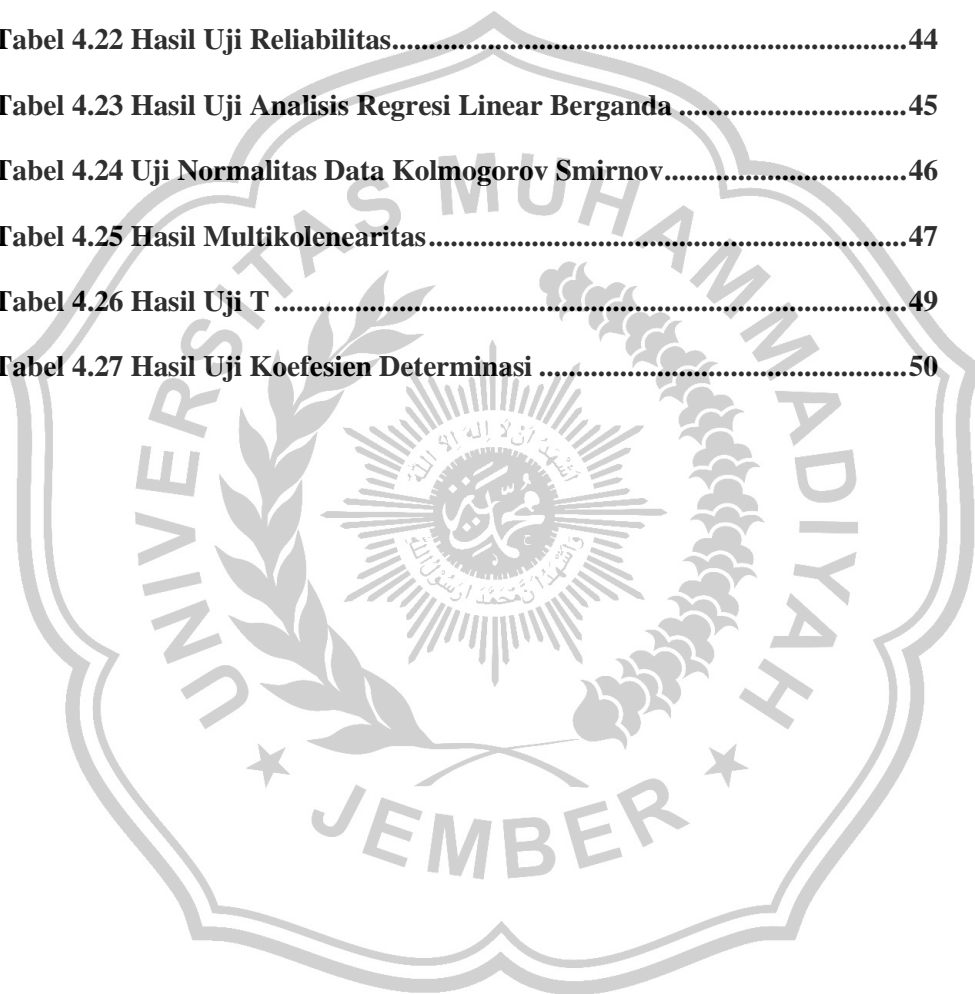 Tabel 4.22 Hasil Uji Reliabilitas..............................................................................44
Tabel 4.23 Hasil Uji Analisis Regresi Linear Berganda ...................................45
Tabel 4.24 Uji Normalitas Data Kolmogorov Smirnov.....................................46
Tabel 4.25 Hasil Multikolenearitas.........................................................................47
Tabel 4.26 Hasil Uji T ................................................................................................49
Tabel 4.27 Hasil Uji Koefesien Determinasi ........................................................50
UNIVERSITAS MUHAMMADIYAH
JEMBER